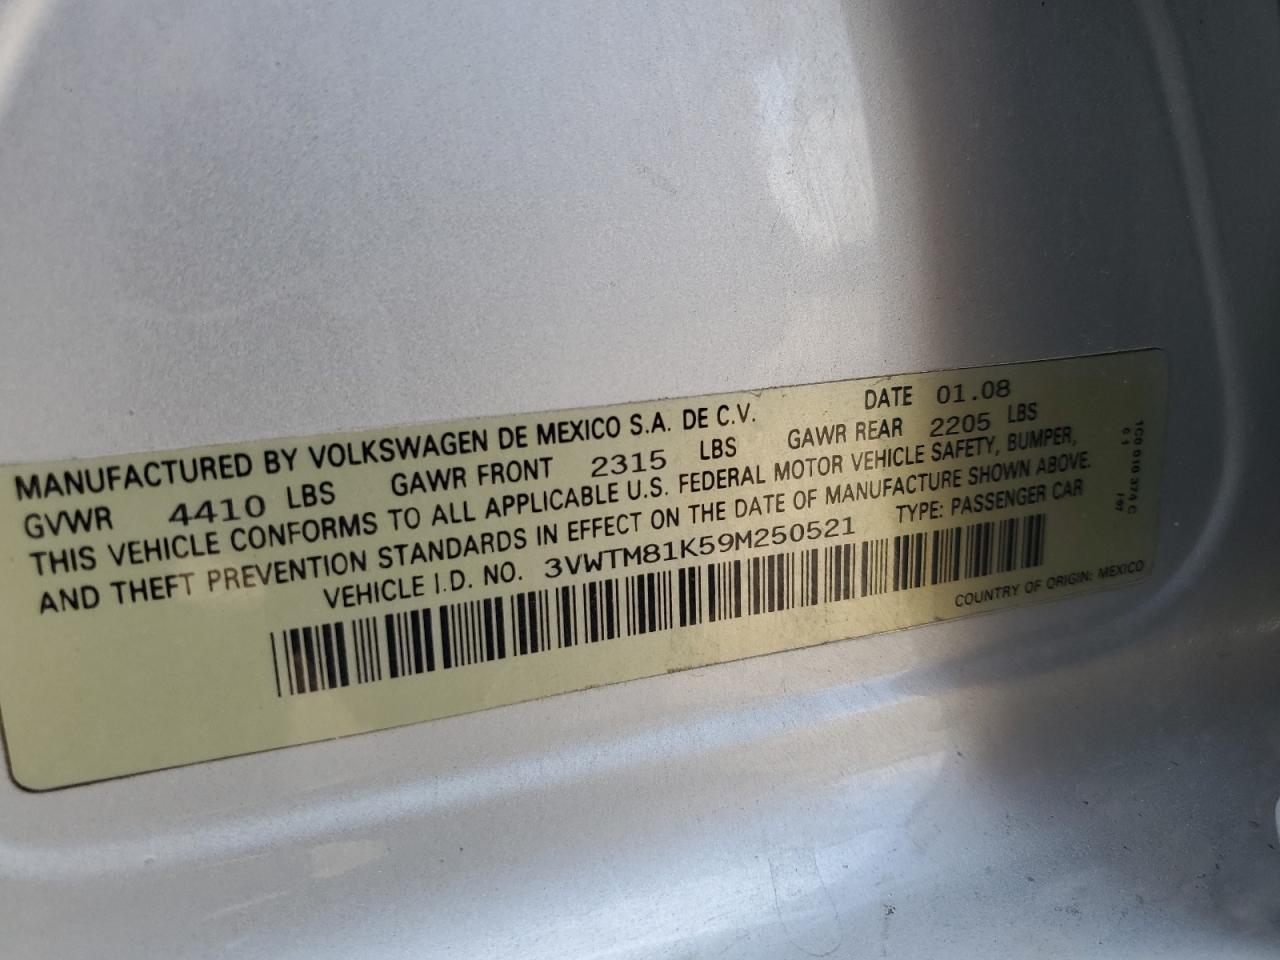 MANUFACTURED BY VOLKSWAGEN DE MEXICO S.A. DE C.V. DATE 01.08
GVWR 4410 LBS GAWR FRONT 2315 LBS GAWR REAR 2205 LBS
THIS VEHICLE CONFORMS TO ALL APPLICABLE U.S. FEDERAL MOTOR VEHICLE SAFETY, BUMPER,
AND THEFT PREVENTION STANDARDS IN EFFECT ON THE DATE OF MANUFACTURE SHOWN ABOVE.
VEHICLE I.D. NO. 3VWTM81K59M250521 TYPE: PASSENGER CAR
COUNTRY OF ORIGIN: MEXICO